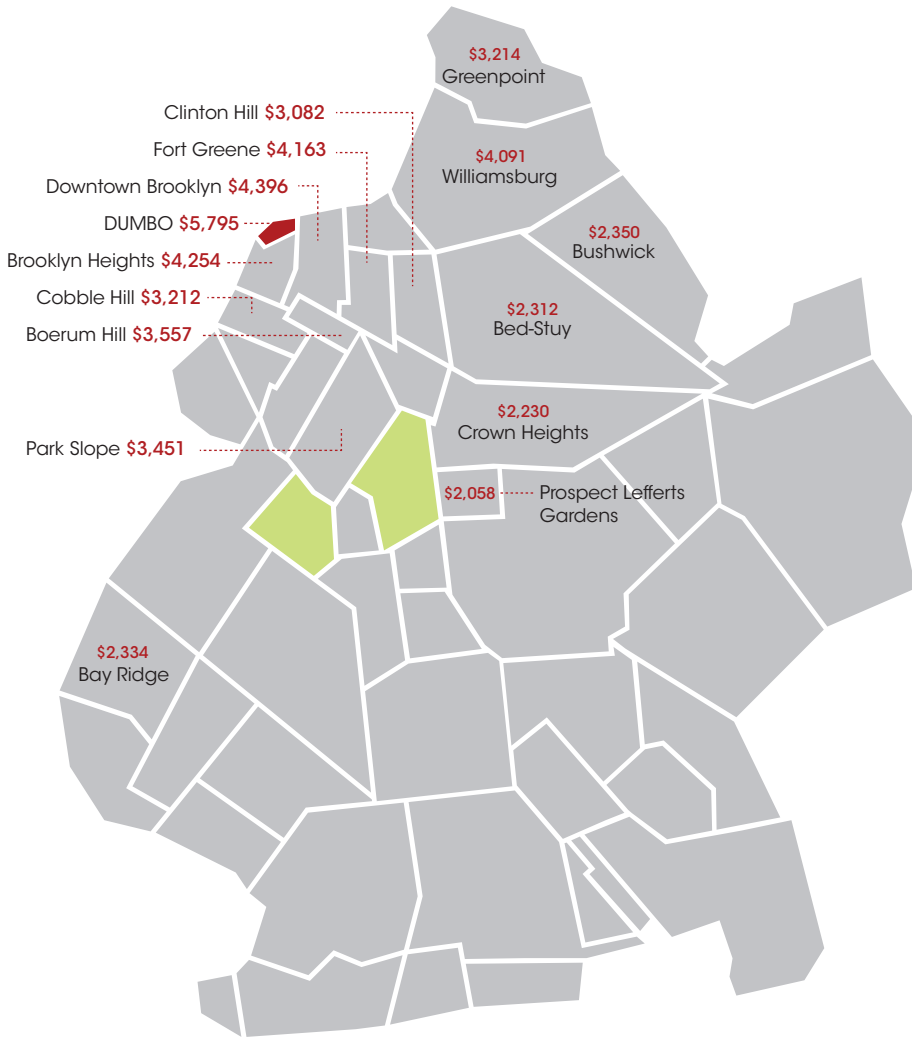 $3,214
Greenpoint
Clinton Hill $3,082
Fort Greene $4,163
$4,091
Williamsburg
Downtown Brooklyn $4,396
DUMBO $5,795
$2,350
Bushwick
Brooklyn Heights $4,254
Cobble Hill $3,212
$2,312
Bed-Stuy
Boerum Hill $3,557
$2,230
Crown Heights
Park Slope $3,451
$2,058 Prospect Lefferts
Gardens
$2,334
Bay Ridge